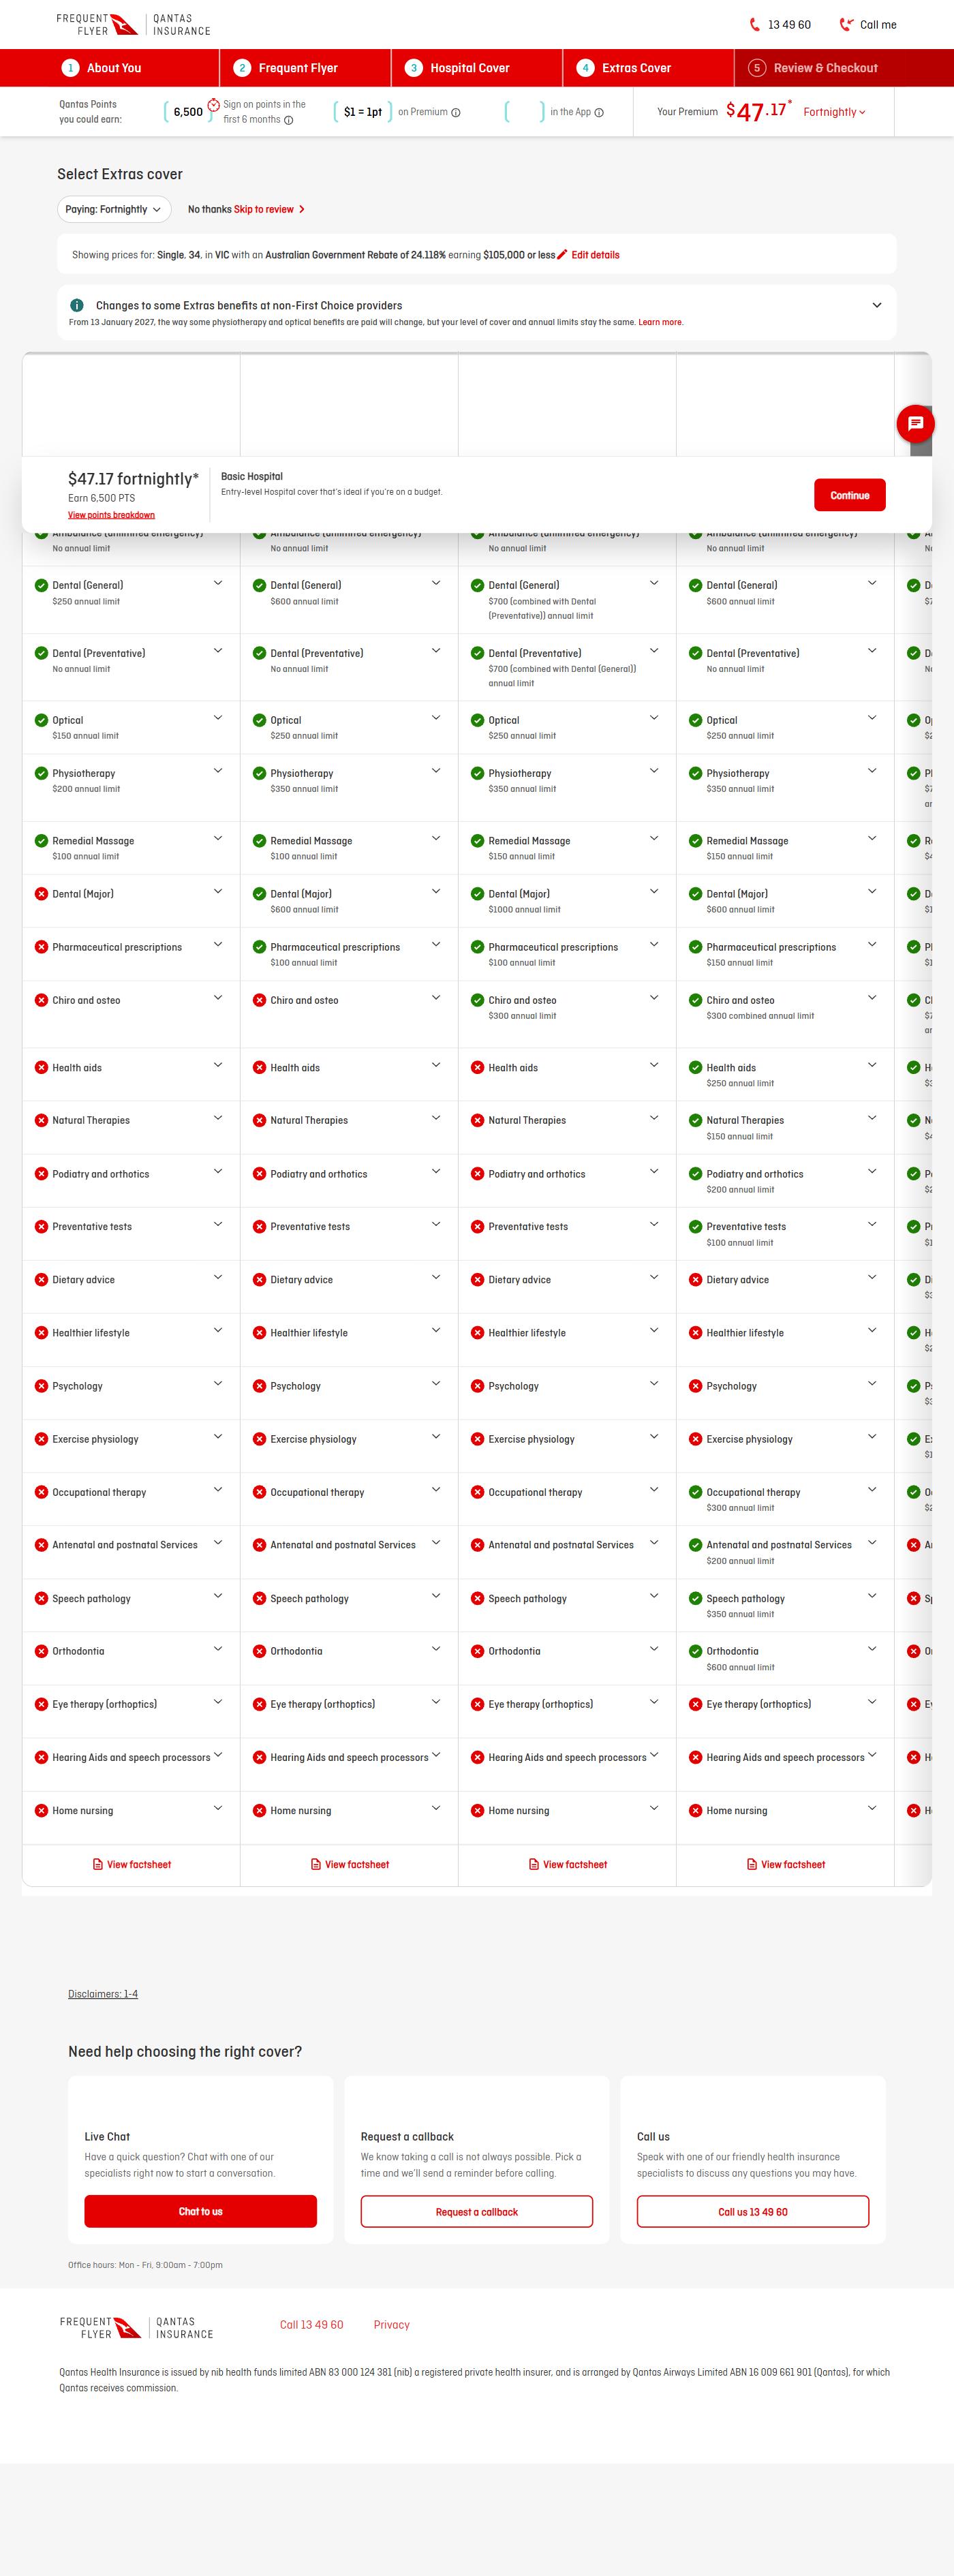 FREQUENT FLYER QANTAS INSURANCE
13 49 60 Call me
1 About You 2 Frequent Flyer 3 Hospital Cover 4 Extras Cover 5 Review & Checkout
Qantas Points you could earn: 6,500 Sign on points in the first 6 months $1 = 1pt on Premium in the App Your Premium $47.17* Fortnightly
Select Extras cover
Paying: Fortnightly No thanks Skip to review
Showing prices for: Single. 34. in VIC with an Australian Government Rebate of 24.118% earning $105,000 or less Edit details
Changes to some Extras benefits at non-First Choice providers
From 13 January 2027, the way some physiotherapy and optical benefits are paid will change, but your level of cover and annual limits stay the same. Learn more.
$47.17 fortnightly*
Earn 6,500 PTS
View points breakdown
Basic Hospital
Entry-level Hospital cover that's ideal if you're on a budget.
Continue
Ambulance (unlimited emergency) Ambulance (unlimited emergency) Ambulance (unlimited emergency) Ambulance (unlimited emergency)
No annual limit No annual limit No annual limit No annual limit
Dental (General) Dental (General) Dental (General) Dental (General)
$250 annual limit $600 annual limit $700 (combined with Dental (Preventative)) annual limit $600 annual limit
Dental (Preventative) Dental (Preventative) Dental (Preventative) Dental (Preventative)
No annual limit No annual limit $700 (combined with Dental (General)) annual limit No annual limit
Optical Optical Optical Optical
$150 annual limit $250 annual limit $250 annual limit $250 annual limit
Physiotherapy Physiotherapy Physiotherapy Physiotherapy
$200 annual limit $350 annual limit $350 annual limit $350 annual limit
Remedial Massage Remedial Massage Remedial Massage Remedial Massage
$100 annual limit $100 annual limit $150 annual limit $150 annual limit
Dental (Major) Dental (Major) Dental (Major) Dental (Major)
$600 annual limit $1000 annual limit $600 annual limit
Pharmaceutical prescriptions Pharmaceutical prescriptions Pharmaceutical prescriptions Pharmaceutical prescriptions
$100 annual limit $100 annual limit $150 annual limit
Chiro and osteo Chiro and osteo Chiro and osteo Chiro and osteo
$300 annual limit $300 combined annual limit
Health aids Health aids Health aids Health aids
$250 annual limit
Natural Therapies Natural Therapies Natural Therapies Natural Therapies
$150 annual limit
Podiatry and orthotics Podiatry and orthotics Podiatry and orthotics Podiatry and orthotics
$200 annual limit
Preventative tests Preventative tests Preventative tests Preventative tests
$100 annual limit
Dietary advice Dietary advice Dietary advice Dietary advice
Healthier lifestyle Healthier lifestyle Healthier lifestyle Healthier lifestyle
Psychology Psychology Psychology Psychology
Exercise physiology Exercise physiology Exercise physiology Exercise physiology
Occupational therapy Occupational therapy Occupational therapy Occupational therapy
$300 annual limit
Antenatal and postnatal Services Antenatal and postnatal Services Antenatal and postnatal Services Antenatal and postnatal Services
$200 annual limit
Speech pathology Speech pathology Speech pathology Speech pathology
$350 annual limit
Orthodontia Orthodontia Orthodontia Orthodontia
$600 annual limit
Eye therapy (orthoptics) Eye therapy (orthoptics) Eye therapy (orthoptics) Eye therapy (orthoptics)
Hearing Aids and speech processors Hearing Aids and speech processors Hearing Aids and speech processors Hearing Aids and speech processors
Home nursing Home nursing Home nursing Home nursing
View factsheet View factsheet View factsheet View factsheet
Disclaimers: 1-4
Need help choosing the right cover?
Live Chat
Have a quick question? Chat with one of our
specialists right now to start a conversation.
Chat to us
Request a callback
We know taking a call is not always possible. Pick a
time and we'll send a reminder before calling.
Request a callback
Call us
Speak with one of our friendly health insurance
specialists to discuss any questions you may have.
Call us 13 49 60
Office hours: Mon - Fri, 9:00am - 7:00pm
FREQUENT FLYER QANTAS INSURANCE
Call 13 49 60 Privacy
Qantas Health Insurance is issued by nib health funds limited ABN 83 000 124 381 (nib) a registered private health insurer, and is arranged by Qantas Airways Limited ABN 16 009 661 901 (Qantas), for which
Qantas receives commission.